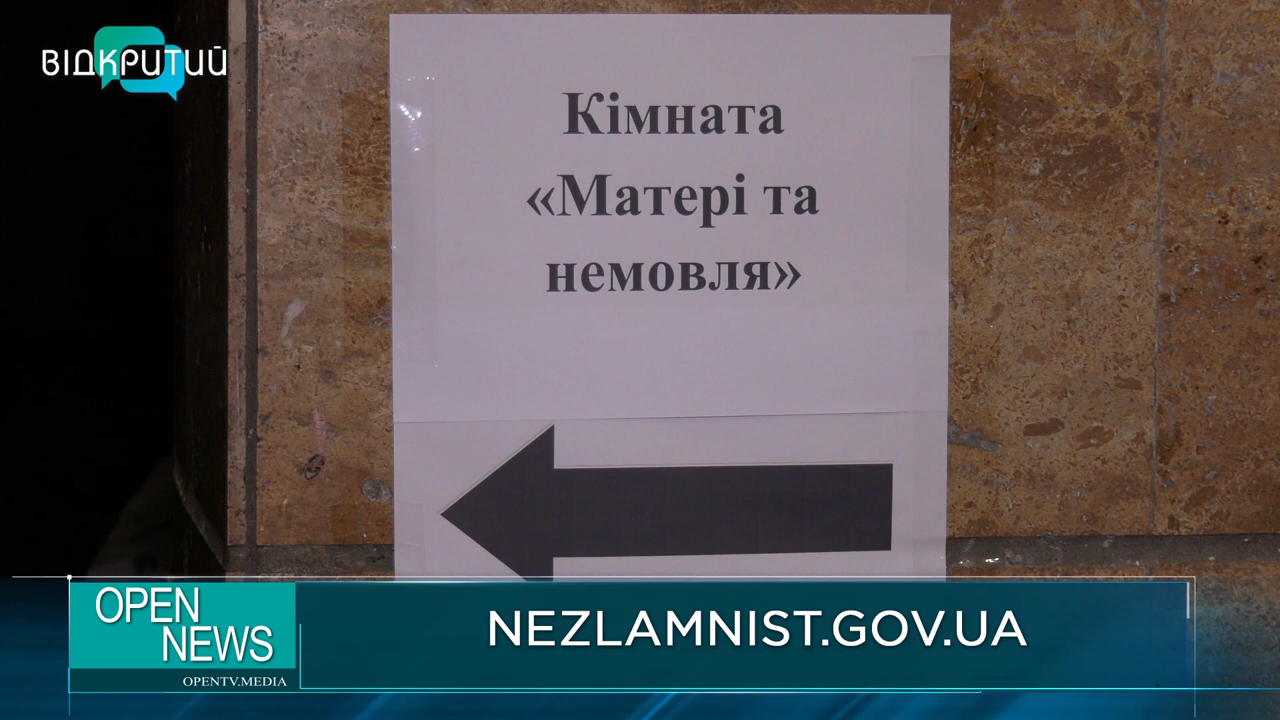 ВІДКРИТИЙ
Кімната
«Матері та
немовля»
OPEN
NEWS
OPENTV.MEDIA
NEZLAMNIST.GOV.UA